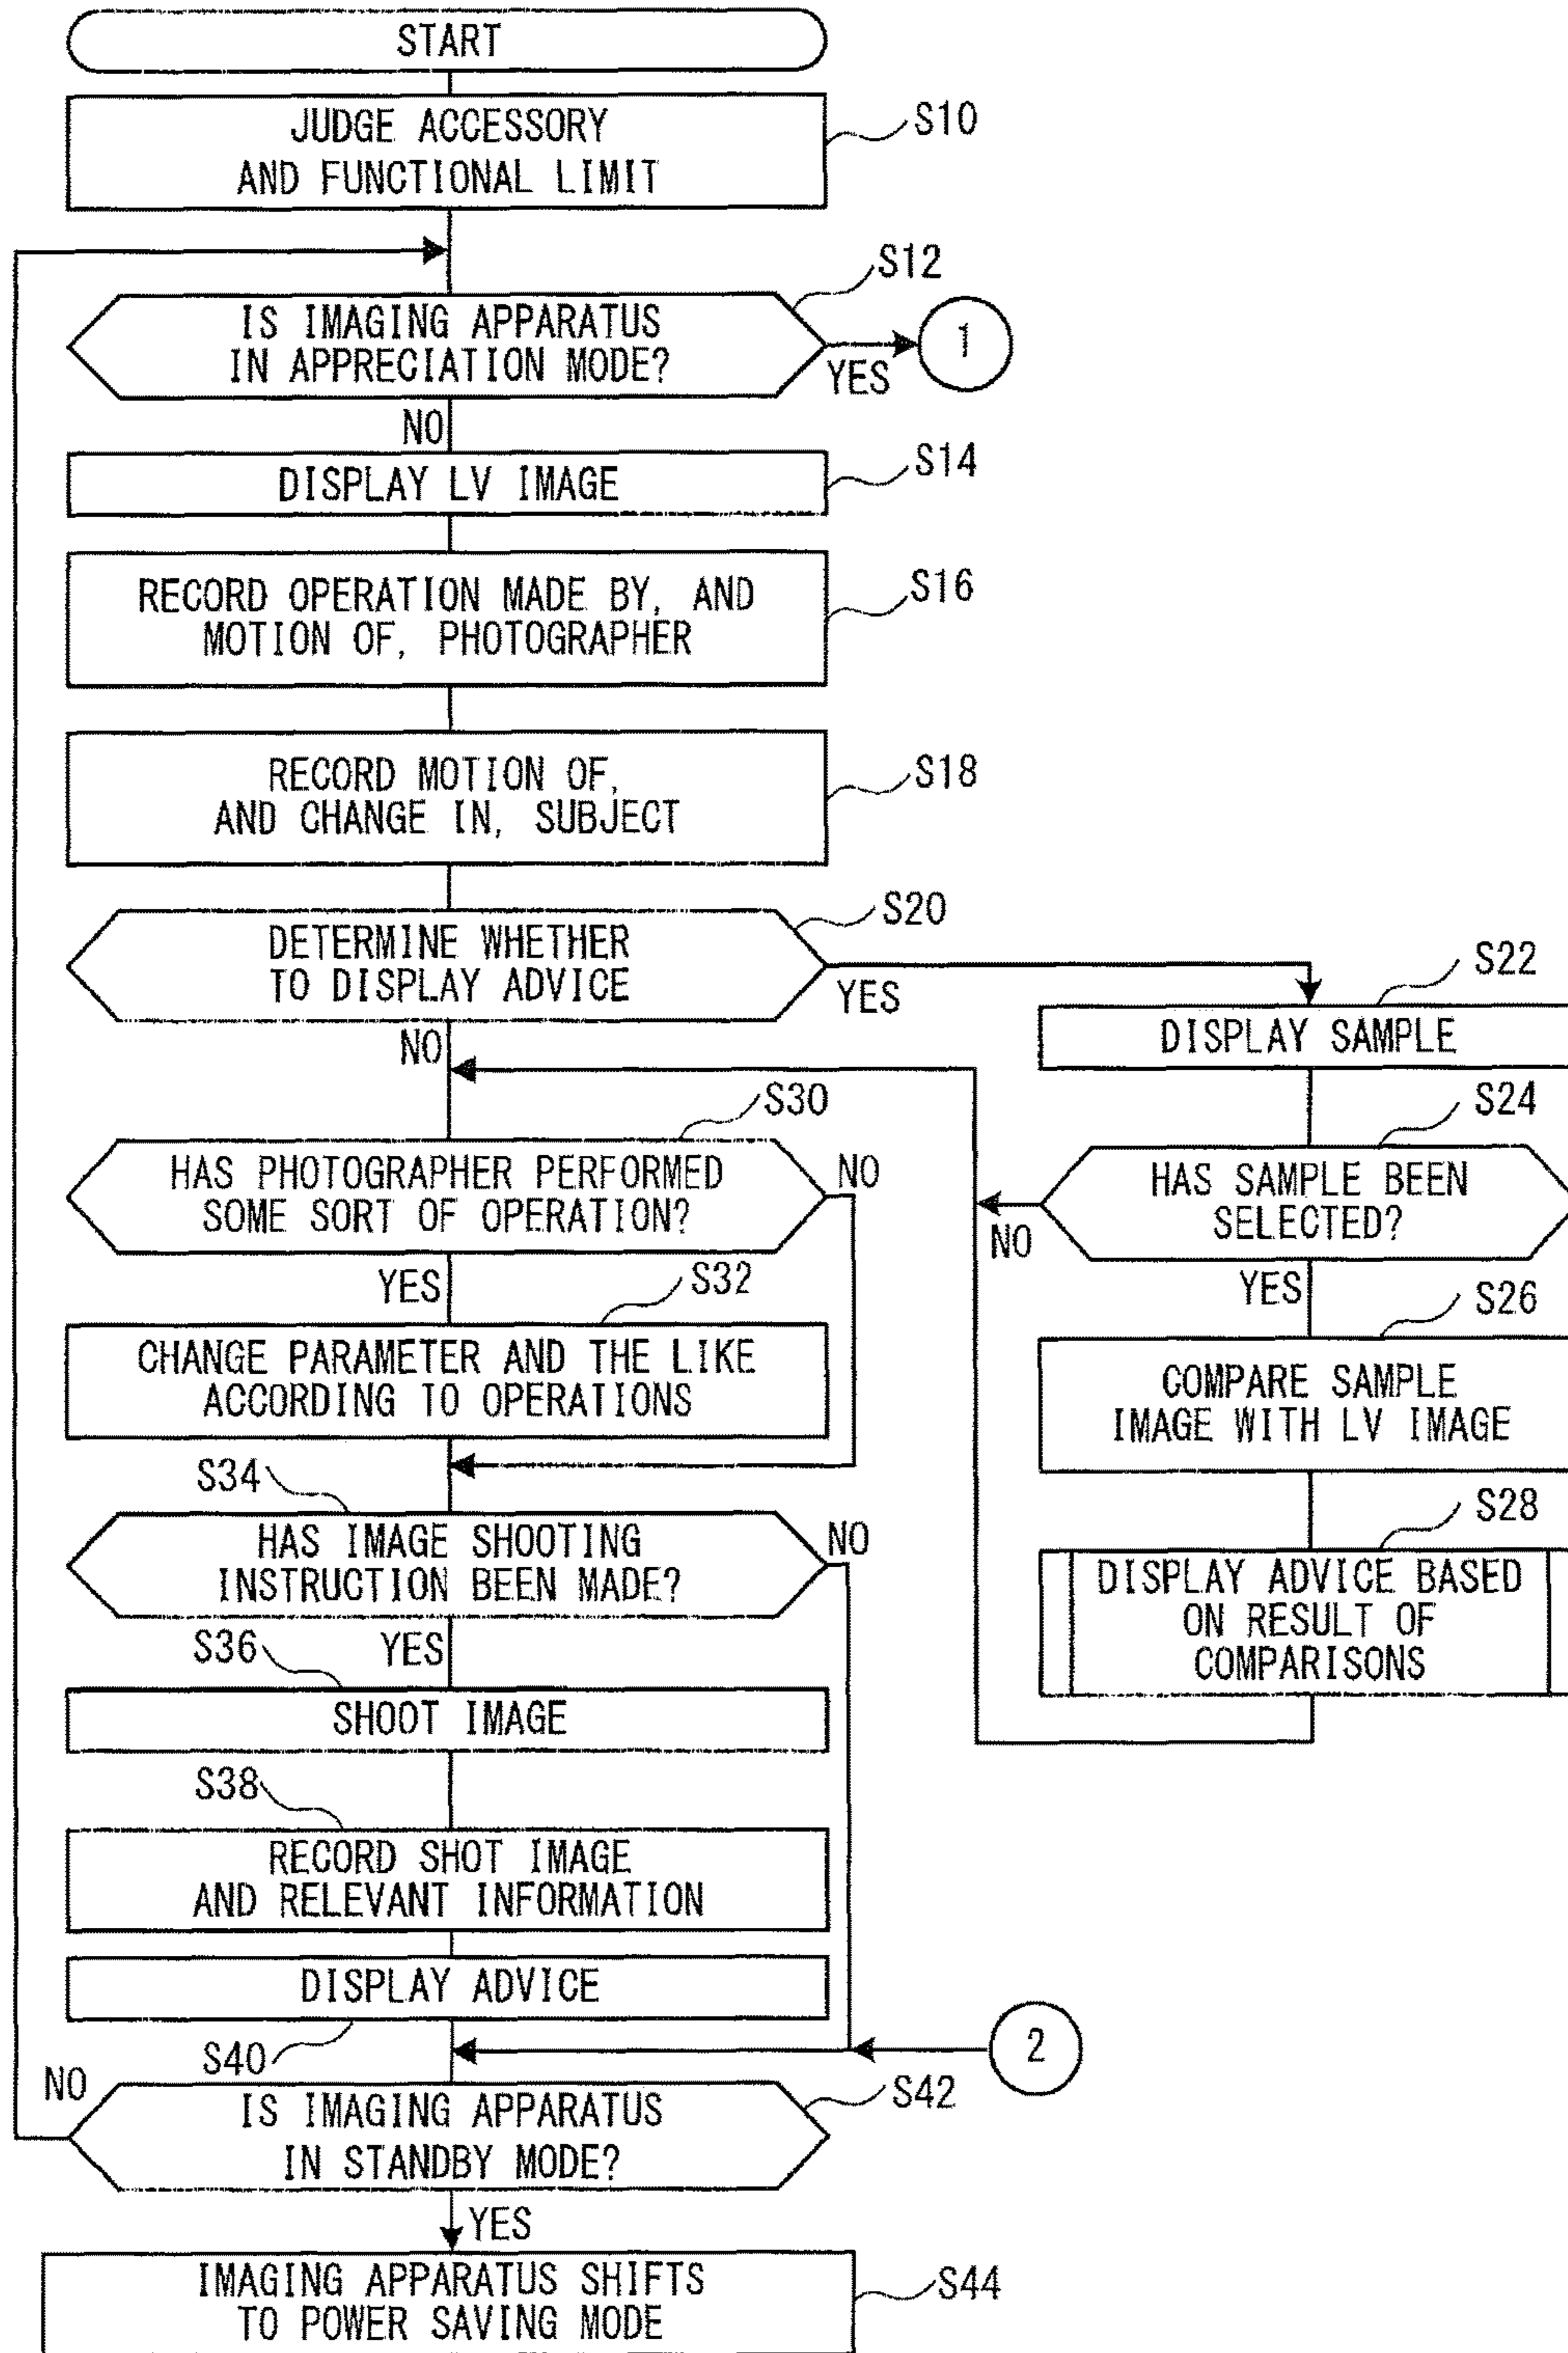 START
JUDGE ACCESSORY
AND FUNCTIONAL LIMIT
S10
S12
IS IMAGING APPARATUS
IN APPRECIATION MODE?
YES
1
NO
DISPLAY LV IMAGE
S14
RECORD OPERATION MADE BY, AND
MOTION OF, PHOTOGRAPHER
S16
RECORD MOTION OF,
AND CHANGE IN, SUBJECT
S18
S20
DETERMINE WHETHER
TO DISPLAY ADVICE
YES
NO
S22
DISPLAY SAMPLE
S24
HAS SAMPLE BEEN
SELECTED?
NO
YES
S26
COMPARE SAMPLE
IMAGE WITH LV IMAGE
S28
DISPLAY ADVICE BASED
ON RESULT OF
COMPARISONS
S30
HAS PHOTOGRAPHER PERFORMED
SOME SORT OF OPERATION?
NO
YES
S32
CHANGE PARAMETER AND THE LIKE
ACCORDING TO OPERATIONS
S34
HAS IMAGE SHOOTING
INSTRUCTION BEEN MADE?
NO
YES
S36
SHOOT IMAGE
S38
RECORD SHOT IMAGE
AND RELEVANT INFORMATION
DISPLAY ADVICE
S40
2
NO
S42
IS IMAGING APPARATUS
IN STANDBY MODE?
YES
IMAGING APPARATUS SHIFTS
TO POWER SAVING MODE
S44